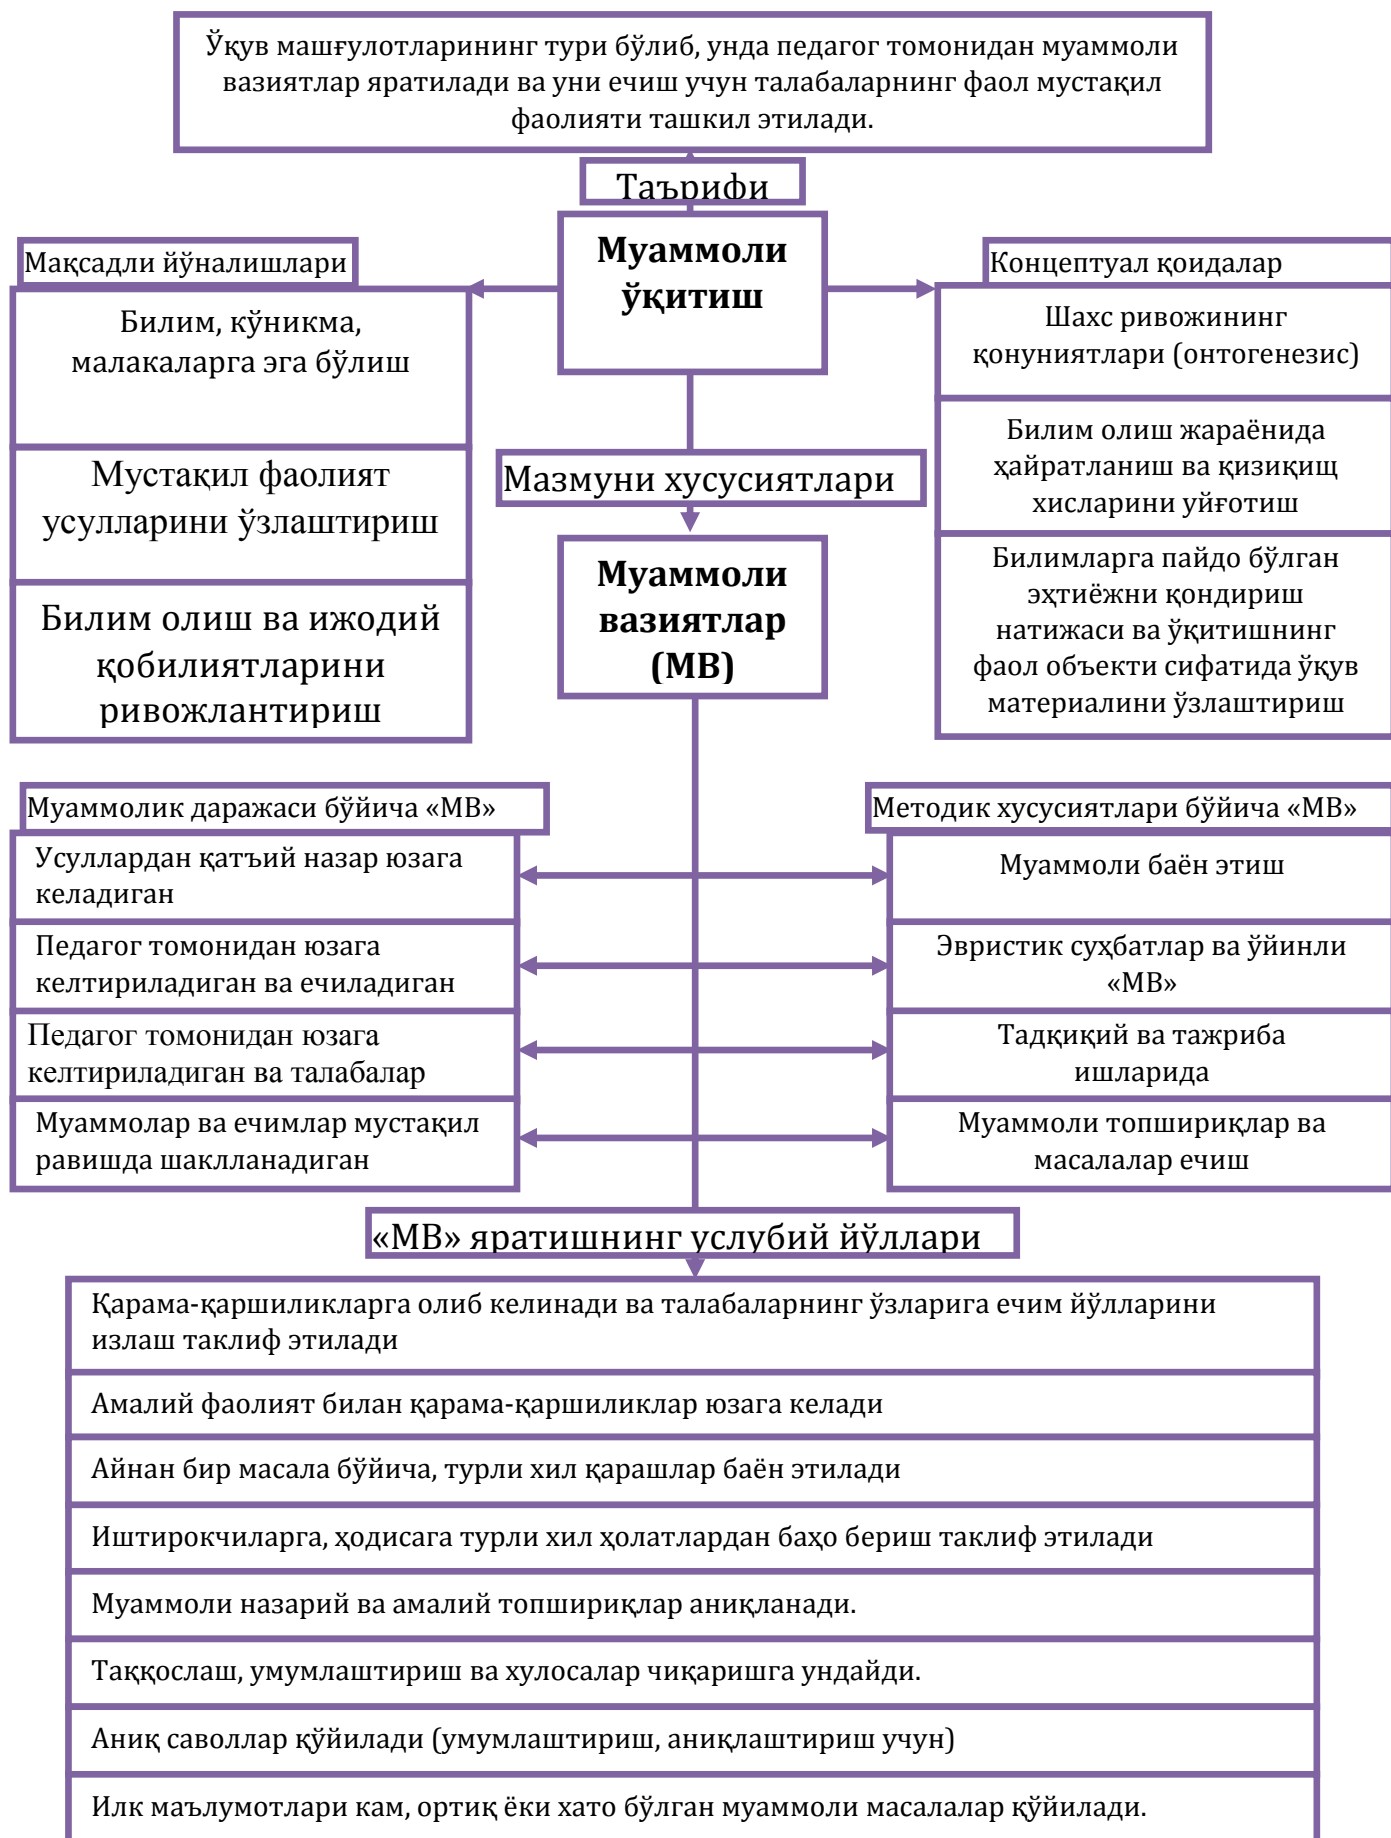 Ўқув машғулотларининг тури бўлиб, унда педагог томонидан муаммоли
вазиятлар яратилади ва уни ечиш учун талабаларнинг фаол мустақил
фаолияти ташкил этилади.
Таърифи
Муаммоли
ўқитиш
Мақсадли йўналишлари
Билим, кўникма,
малакаларга эга бўлиш
Мустақил фаолият
усулларини ўзлаштириш
Билим олиш ва ижодий
қобилиятларини
ривожлантириш
Концептуал қоидалар
Шахс ривожининг
қонуниятлари (онтогенезис)
Билим олиш жараёнида
ҳайратланиш ва қизиқищ
хисларини уйғотиш
Билимларга пайдо бўлган
эҳтиёжни қондириш
натижаси ва ўқитишнинг
фаол объекти сифатида ўқув
материалини ўзлаштириш
Мазмуни хусусиятлари
Муаммоли
вазиятлар
(МВ)
Муаммолик даражаси бўйича «МВ»
Усуллардан қатъий назар юзага
келадиган
Педагог томонидан юзага
келтириладиган ва ечиладиган
Педагог томонидан юзага
келтириладиган ва талабалар
Муаммолар ва ечимлар мустақил
равишда шаклланадиган
Методик хусусиятлари бўйича «МВ»
Муаммоли баён этиш
Эвристик суҳбатлар ва ўйинли
«МВ»
Тадқиқий ва тажриба
ишларида
Муаммоли топшириқлар ва
масалалар ечиш
«МВ» яратишнинг услубий йўллари
Қарама-қаршиликларга олиб келинади ва талабаларнинг ўзларига ечим йўлларини
излаш таклиф этилади
Амалий фаолият билан қарама-қаршиликлар юзага келади
Айнан бир масала бўйича, турли хил қарашлар баён этилади
Иштирокчиларга, ҳодисага турли хил ҳолатлардан баҳо бериш таклиф этилади
Муаммоли назарий ва амалий топшириқлар аниқланади.
Таққослаш, умумлаштириш ва хулосалар чиқаришга ундайди.
Аниқ саволлар қўйилади (умумлаштириш, аниқлаштириш учун)
Илк маълумотлари кам, ортиқ ёки хато бўлган муаммоли масалалар қўйилади.